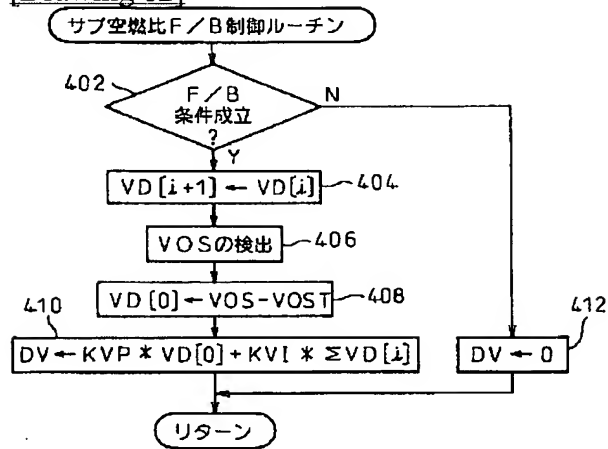 サブ空燃比F/B制御ルーチン
402
F/B
条件成立
?
N
Y
VD[i+1]←VD[i]
404
VOSの検出
406
VD[0]←VOS-VOST
408
410
DV←KVP*VD[0]+KVI*ΣVD[i]
412
DV←0
リターン